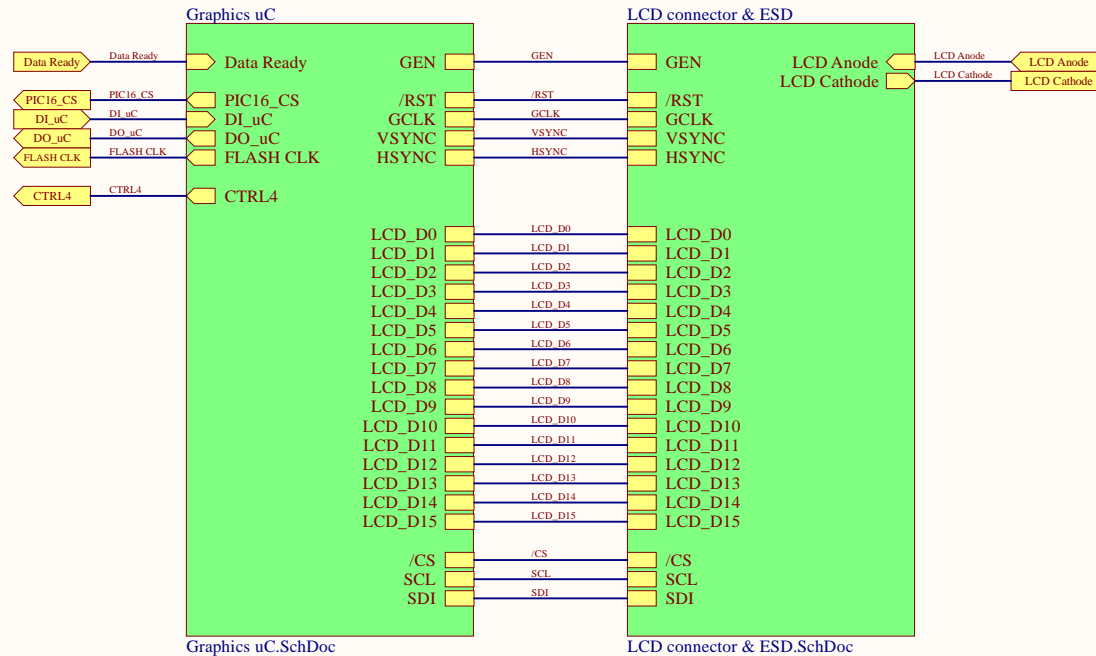 Graphics uC
LCD connector & ESD
Data Ready Data Ready Data Ready GEN GEN GEN LCD Anode LCD Anode LCD Anode
LCD Cathode LCD Cathode LCD Cathode
PIC16_CS PIC16_CS PIC16_CS /RST /RST /RST
DI_uC DI_uC DI_uC GCLK GCLK GCLK
DO_uC DO_uC DO_uC VSYNC VSYNC VSYNC
FLASH CLK FLASH CLK FLASH CLK HSYNC HSYNC HSYNC
CTRL4 CTRL4 CTRL4
LCD_D0 LCD_D0 LCD_D0
LCD_D1 LCD_D1 LCD_D1
LCD_D2 LCD_D2 LCD_D2
LCD_D3 LCD_D3 LCD_D3
LCD_D4 LCD_D4 LCD_D4
LCD_D5 LCD_D5 LCD_D5
LCD_D6 LCD_D6 LCD_D6
LCD_D7 LCD_D7 LCD_D7
LCD_D8 LCD_D8 LCD_D8
LCD_D9 LCD_D9 LCD_D9
LCD_D10 LCD_D10 LCD_D10
LCD_D11 LCD_D11 LCD_D11
LCD_D12 LCD_D12 LCD_D12
LCD_D13 LCD_D13 LCD_D13
LCD_D14 LCD_D14 LCD_D14
LCD_D15 LCD_D15 LCD_D15
/CS /CS /CS
SCL SCL SCL
SDI SDI SDI
Graphics uC.SchDoc
LCD connector & ESD.SchDoc